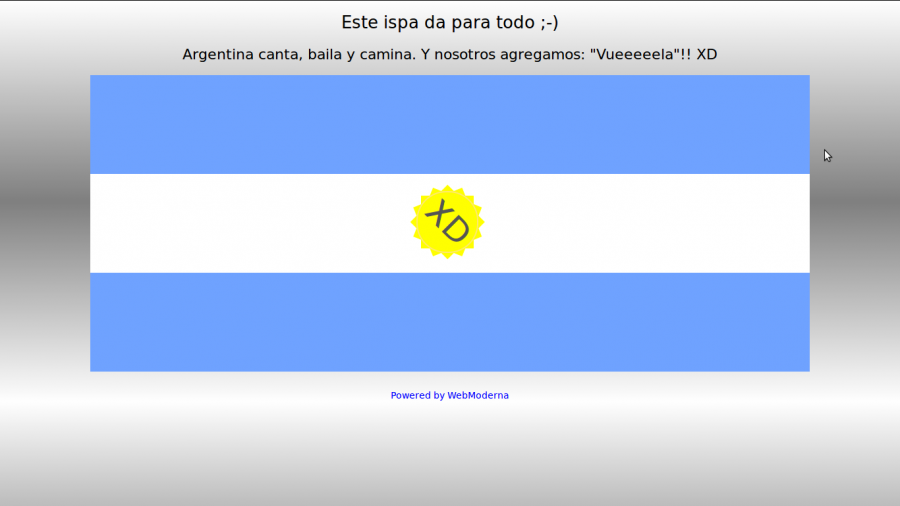 Este ispa da para todo ;-)
Argentina canta, baila y camina. Y nosotros agregamos: "Vueeeeela"!! XD
XD
Powered by WebModerna